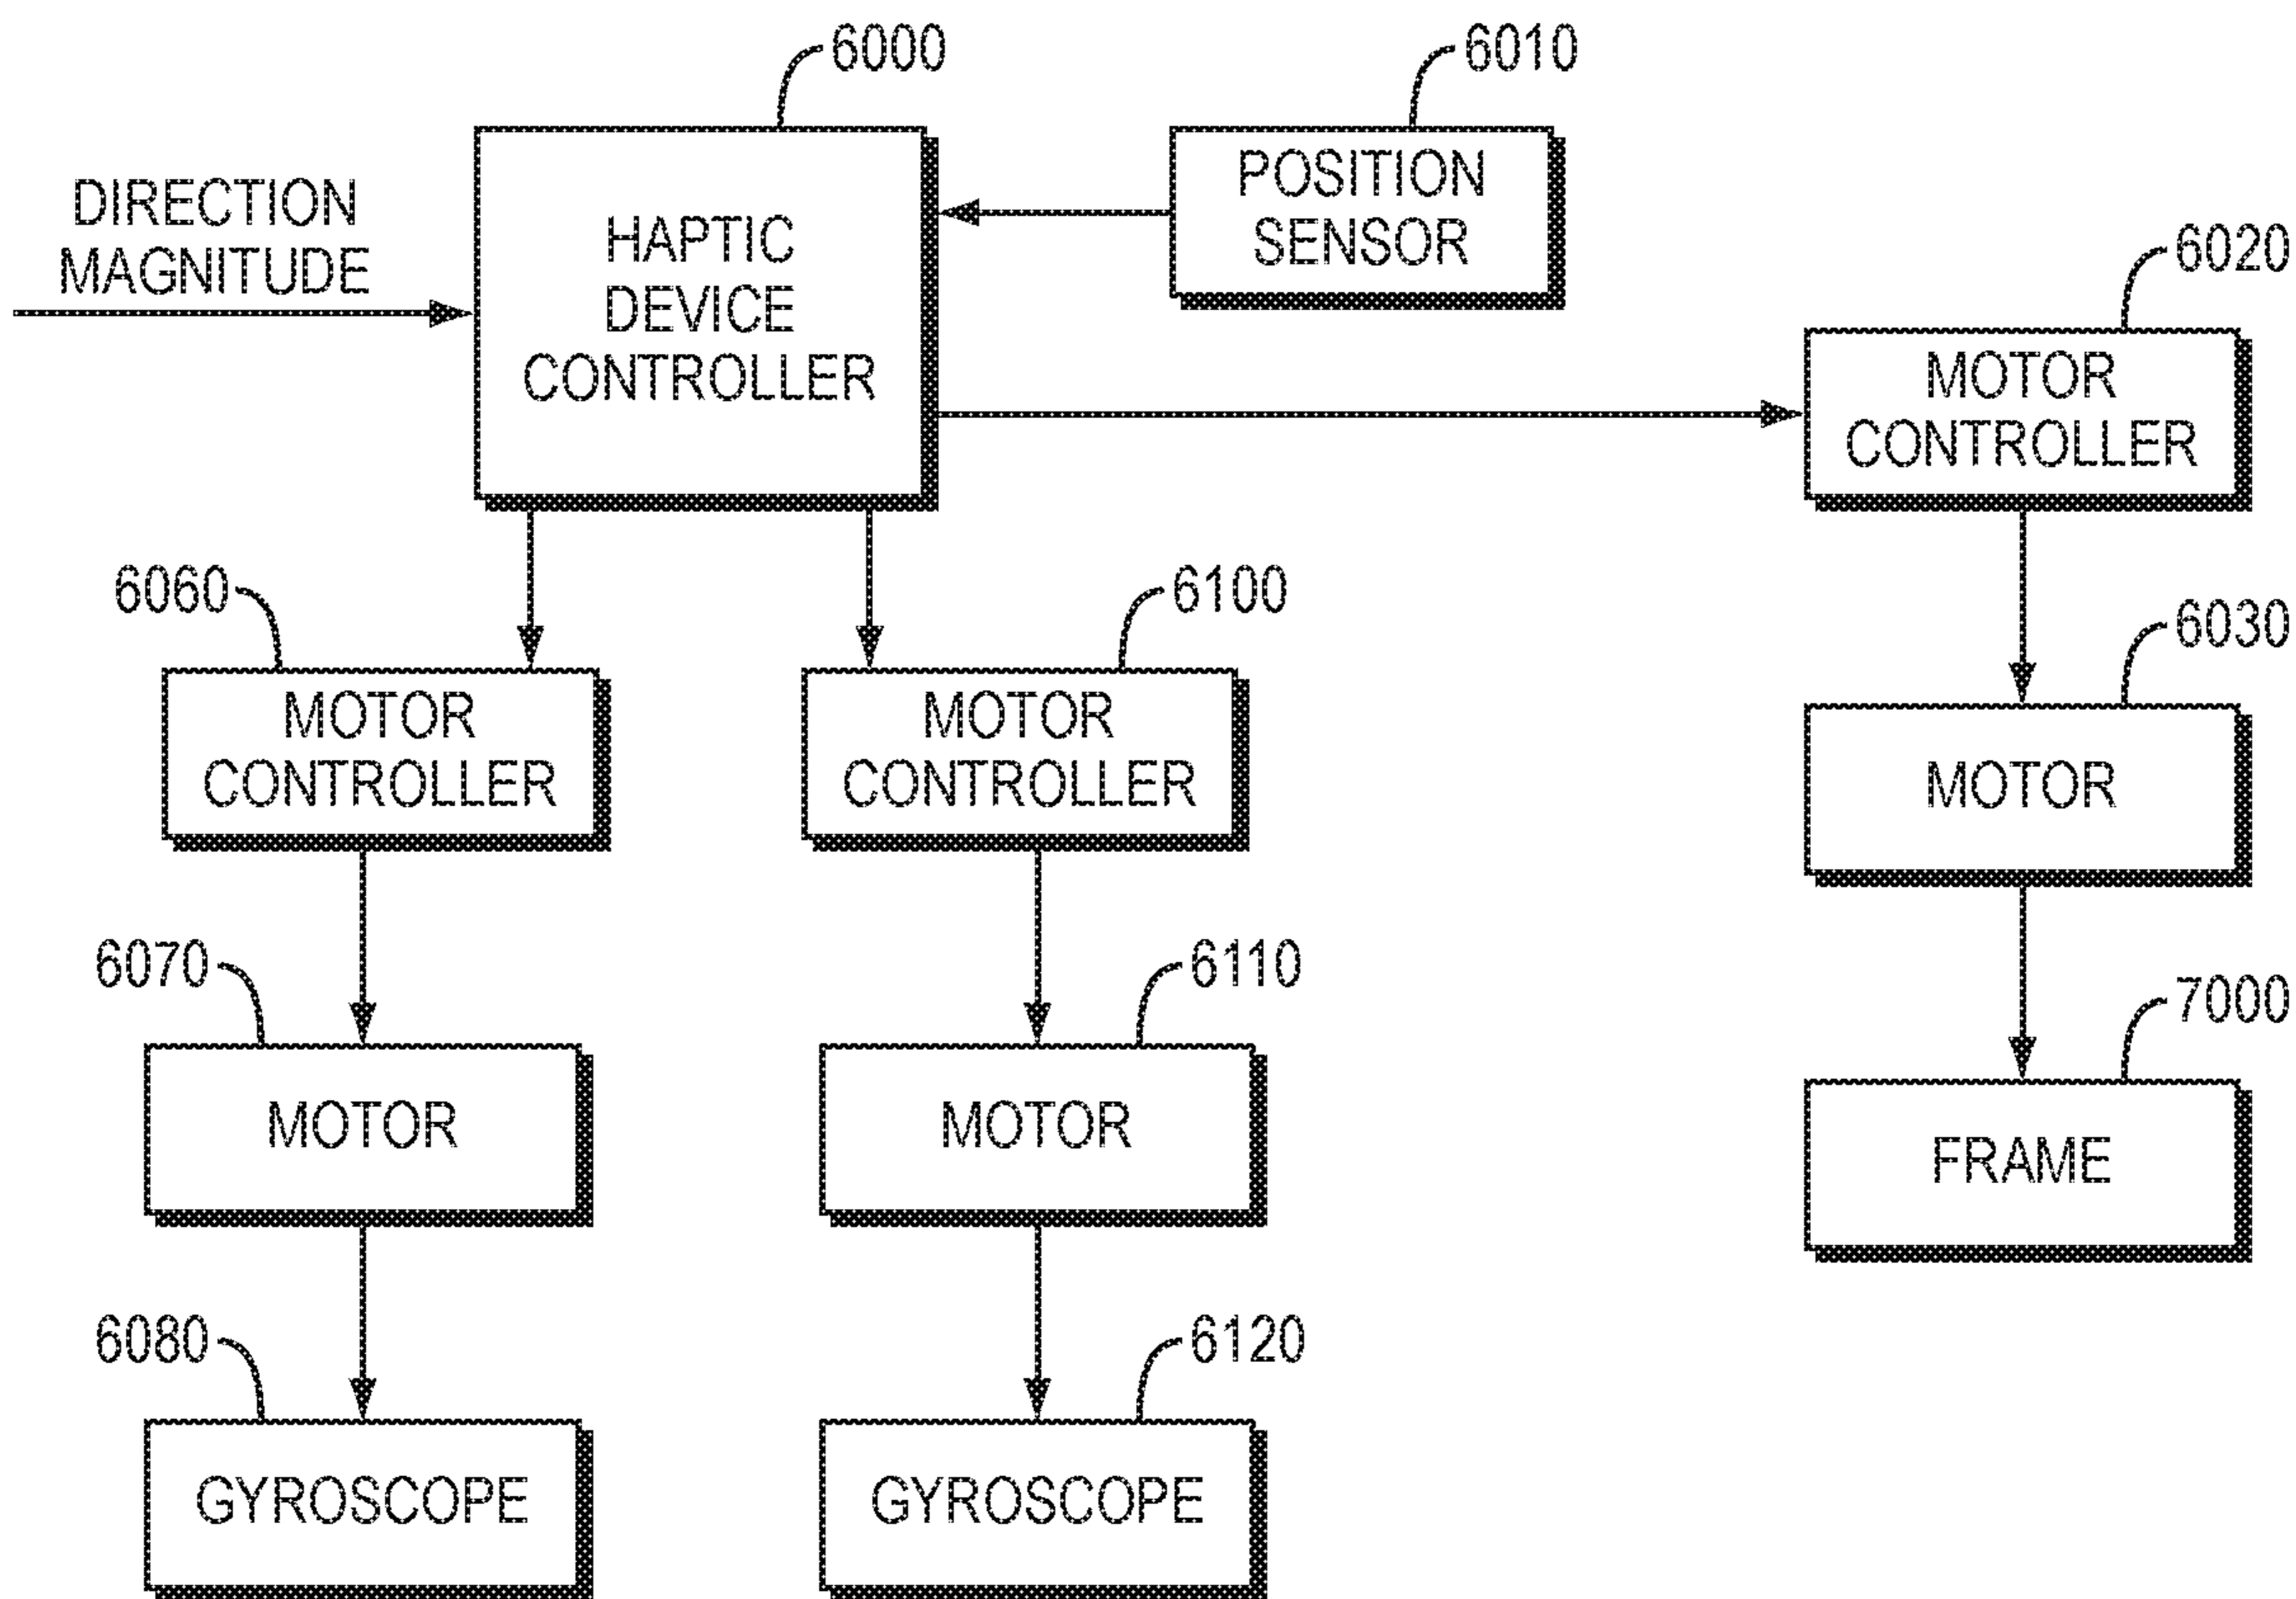 6000
6010
DIRECTION
MAGNITUDE
HAPTIC
DEVICE
CONTROLLER
POSITION
SENSOR
6020
MOTOR
CONTROLLER
6060
6100
6030
MOTOR
CONTROLLER
MOTOR
CONTROLLER
MOTOR
6070
6110
7000
MOTOR
MOTOR
FRAME
6080
6120
GYROSCOPE
GYROSCOPE